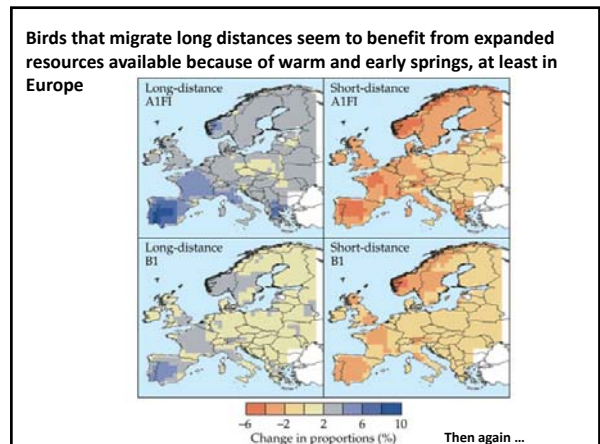 Birds that migrate long distances seem to benefit from expanded
resources available because of warm and early springs, at least in
Europe
Long-distance
A1FI
Short-distance
A1FI
Long-distance
B1
Short-distance
B1
−6 −2 2 6 10
Change in proportions (%)
Then again ...